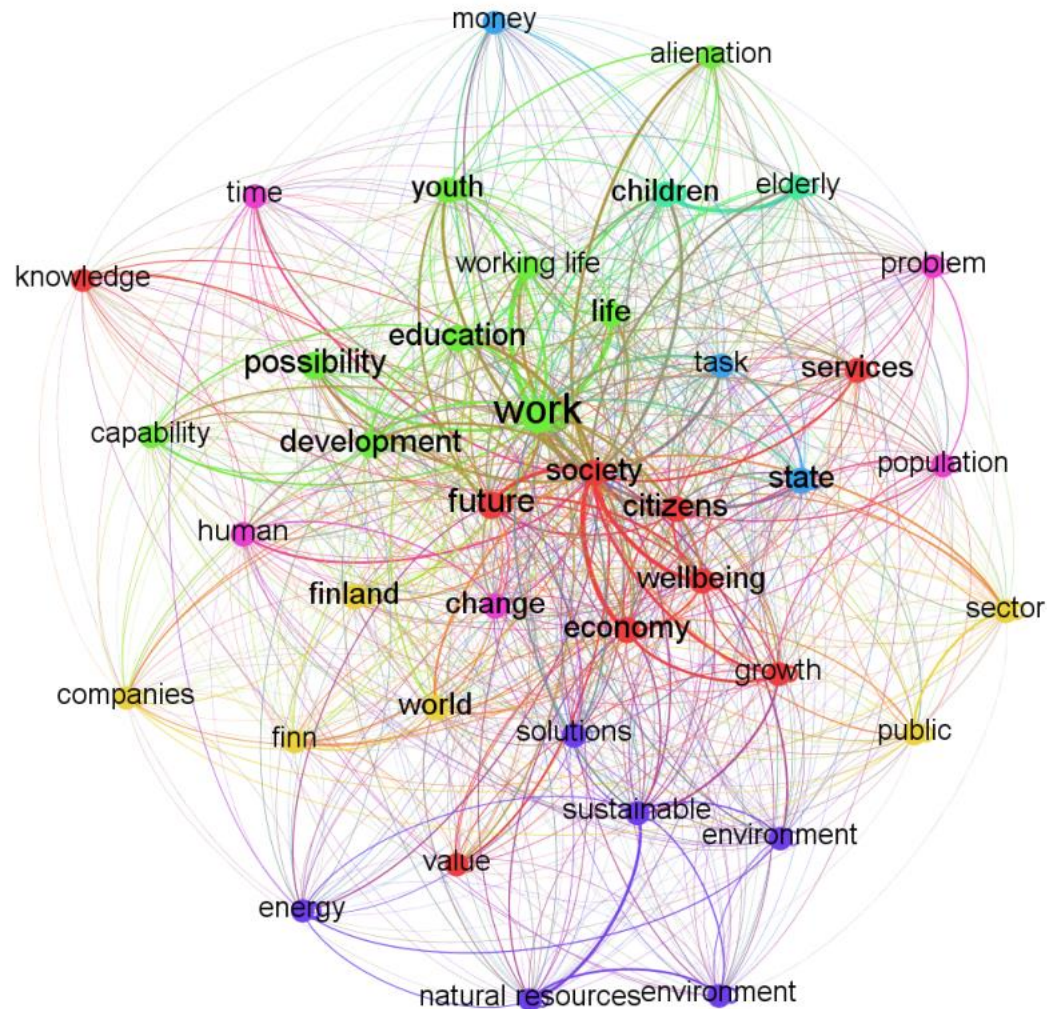 money
alienation
time
youth
children
elderly
knowledge
working life
problem
education
life
possibility
task
services
work
capability
development
society
population
future
citizens
state
human
finland
change
wellbeing
economy
sector
companies
growth
finn
world
solutions
public
sustainable
environment
value
energy
natural resources
environment